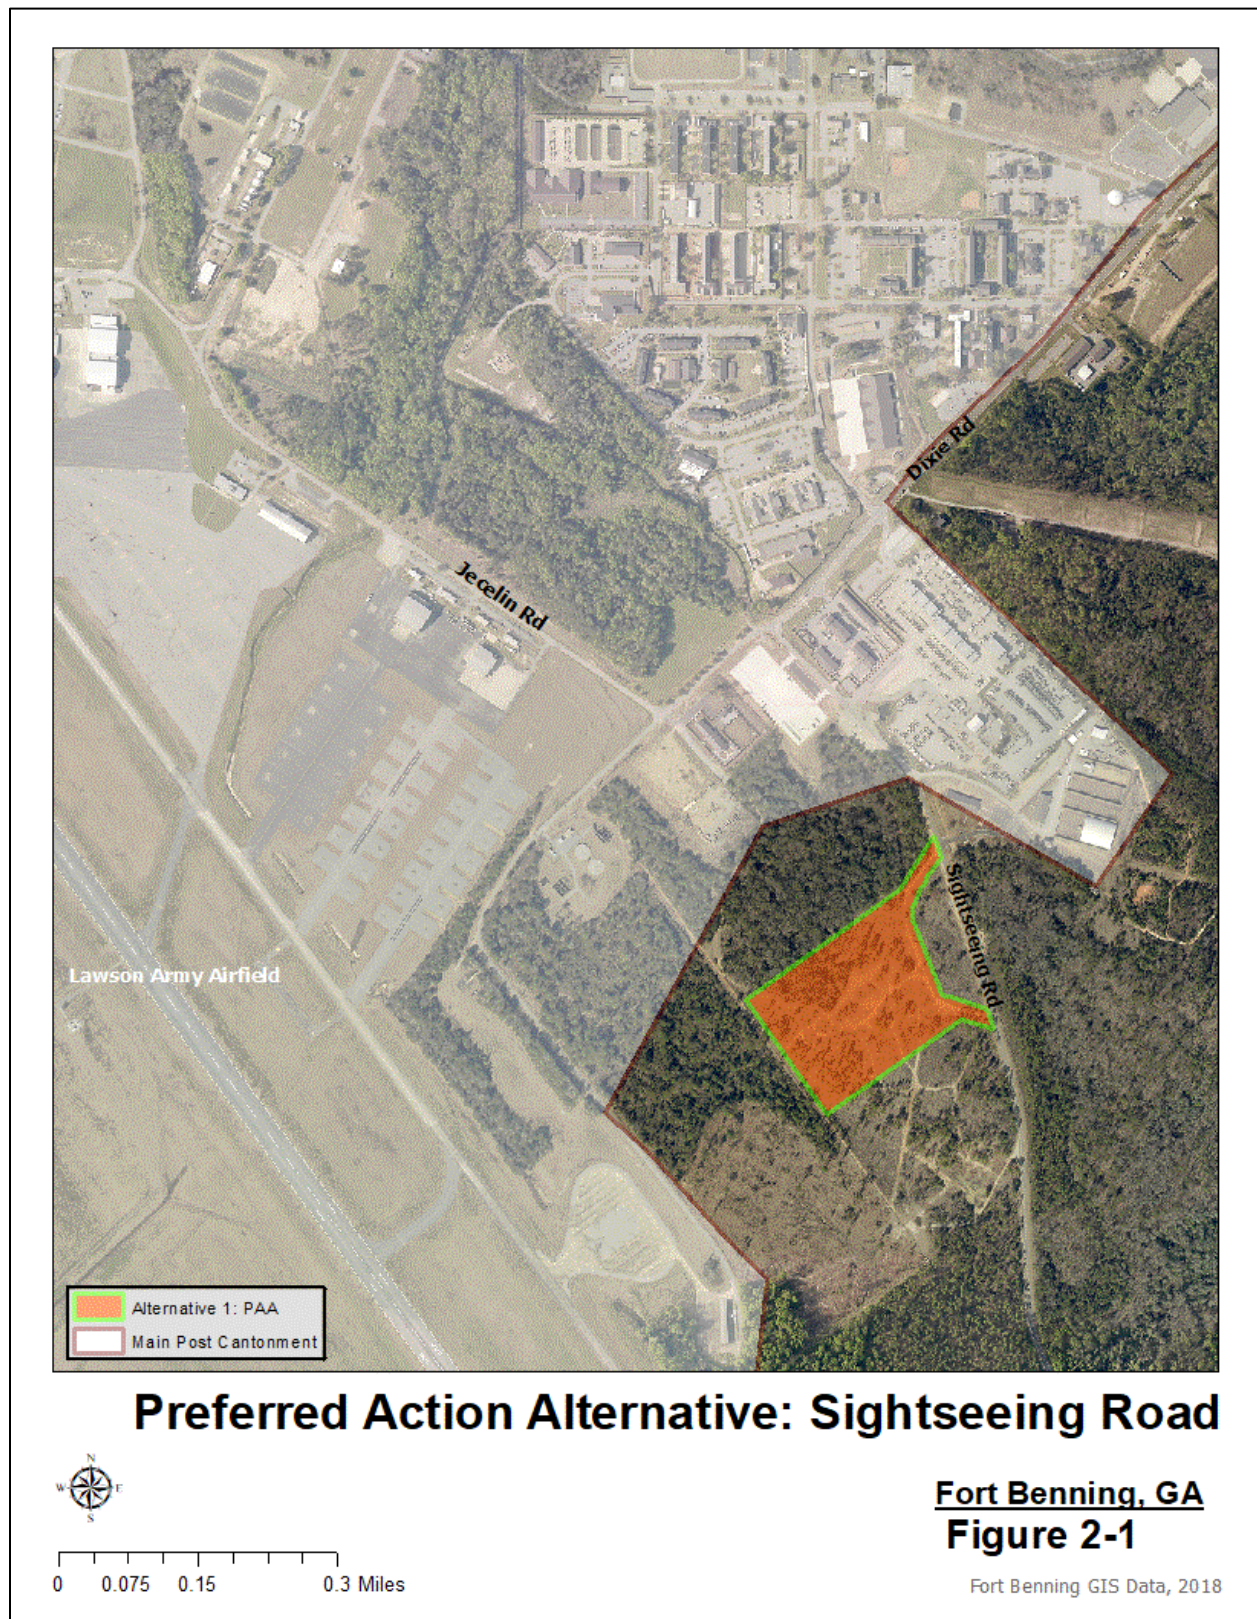 Dixie Rd
Jecelin Rd
Sightseeing Rd
Lawson Army Airfield
Alternative 1: PAA
Main Post Cantonment
Preferred Action Alternative: Sightseeing Road
N
W E
S
Fort Benning, GA
Figure 2-1
0 0.075 0.15 0.3 Miles
Fort Benning GIS Data, 2018